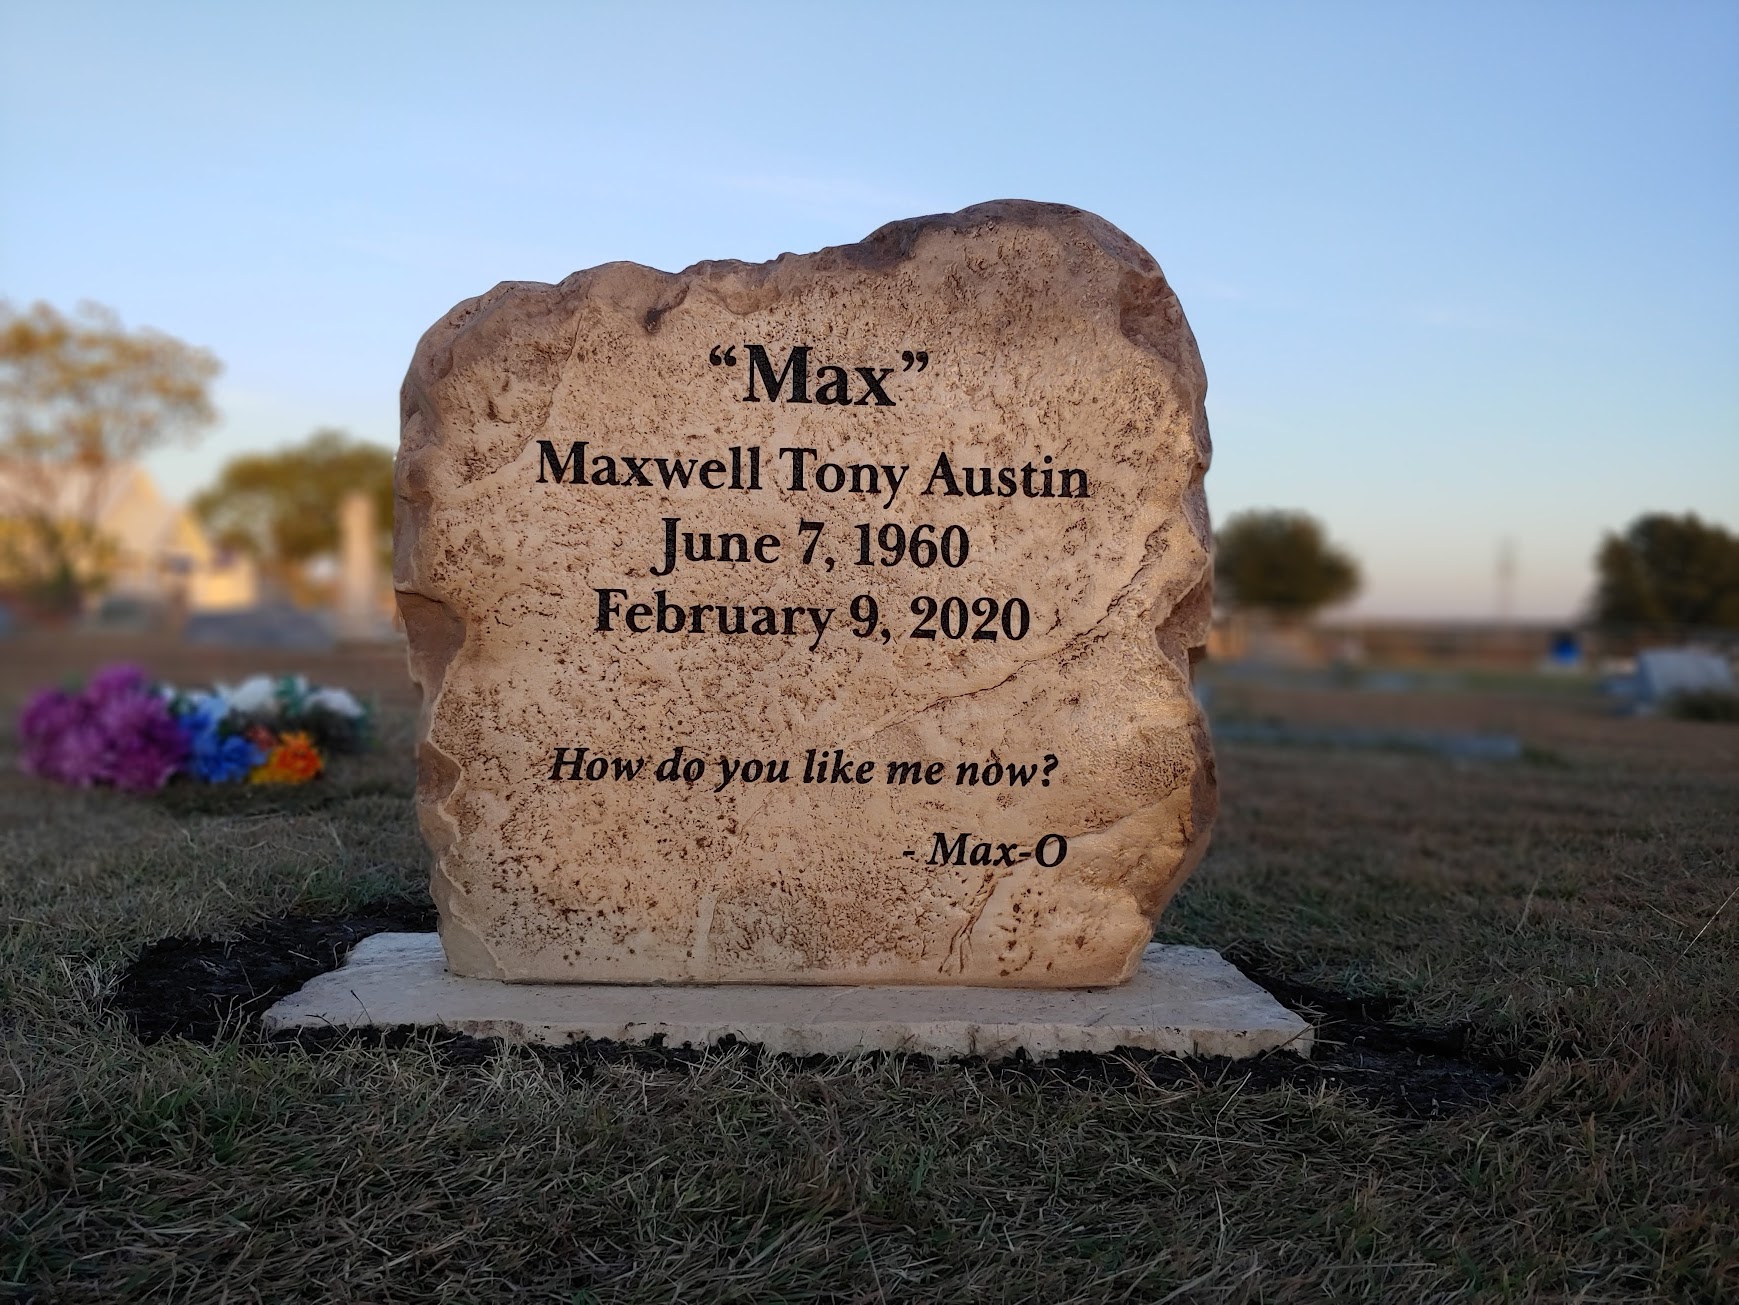 “Max”
Maxwell Tony Austin
June 7, 1960
February 9, 2020
How do you like me now?
- Max-O